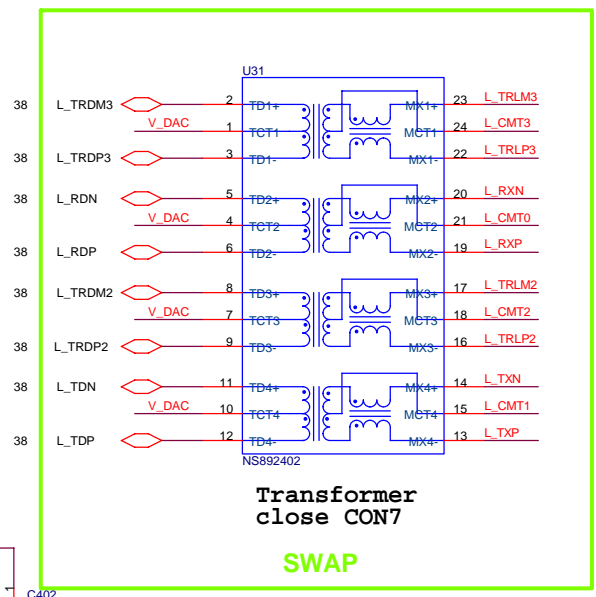 U31
38 L_TRDM3 2 TD1+ MX1+ 23 L_TRLM3
V_DAC 1 TCT1 MCT1 24 L_CMT3
38 L_TRDP3 3 TD1- MX1- 22 L_TRLP3
38 L_RDN 5 TD2+ MX2+ 20 L_RXN
V_DAC 4 TCT2 MCT2 21 L_CMT0
38 L_RDP 6 TD2- MX2- 19 L_RXP
38 L_TRDM2 8 TD3+ MX3+ 17 L_TRLM2
V_DAC 7 TCT3 MCT3 18 L_CMT2
38 L_TRDP2 9 TD3- MX3- 16 L_TRLP2
38 L_TDN 11 TD4+ MX4+ 14 L_TXN
V_DAC 10 TCT4 MCT4 15 L_CMT1
38 L_TDP 12 TD4- MX4- 13 L_TXP
NS892402
Transformer
close CON7
SWAP
1 C402